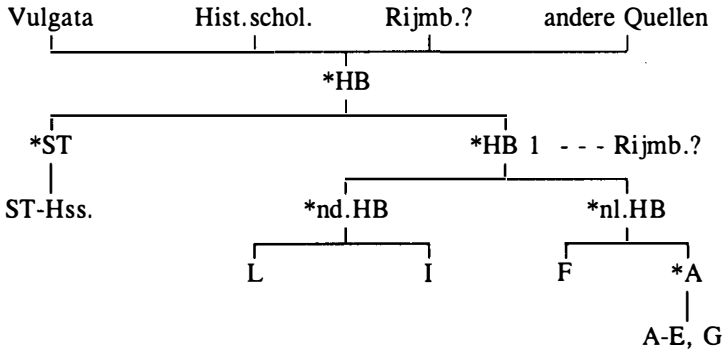 Vulgata Hist.schol. Rijmb.? andere Quellen
*HB
*ST *HB 1 - - - Rijmb.?
ST-Hss. *nd.HB *nl.HB
L I F *A
A-E, G